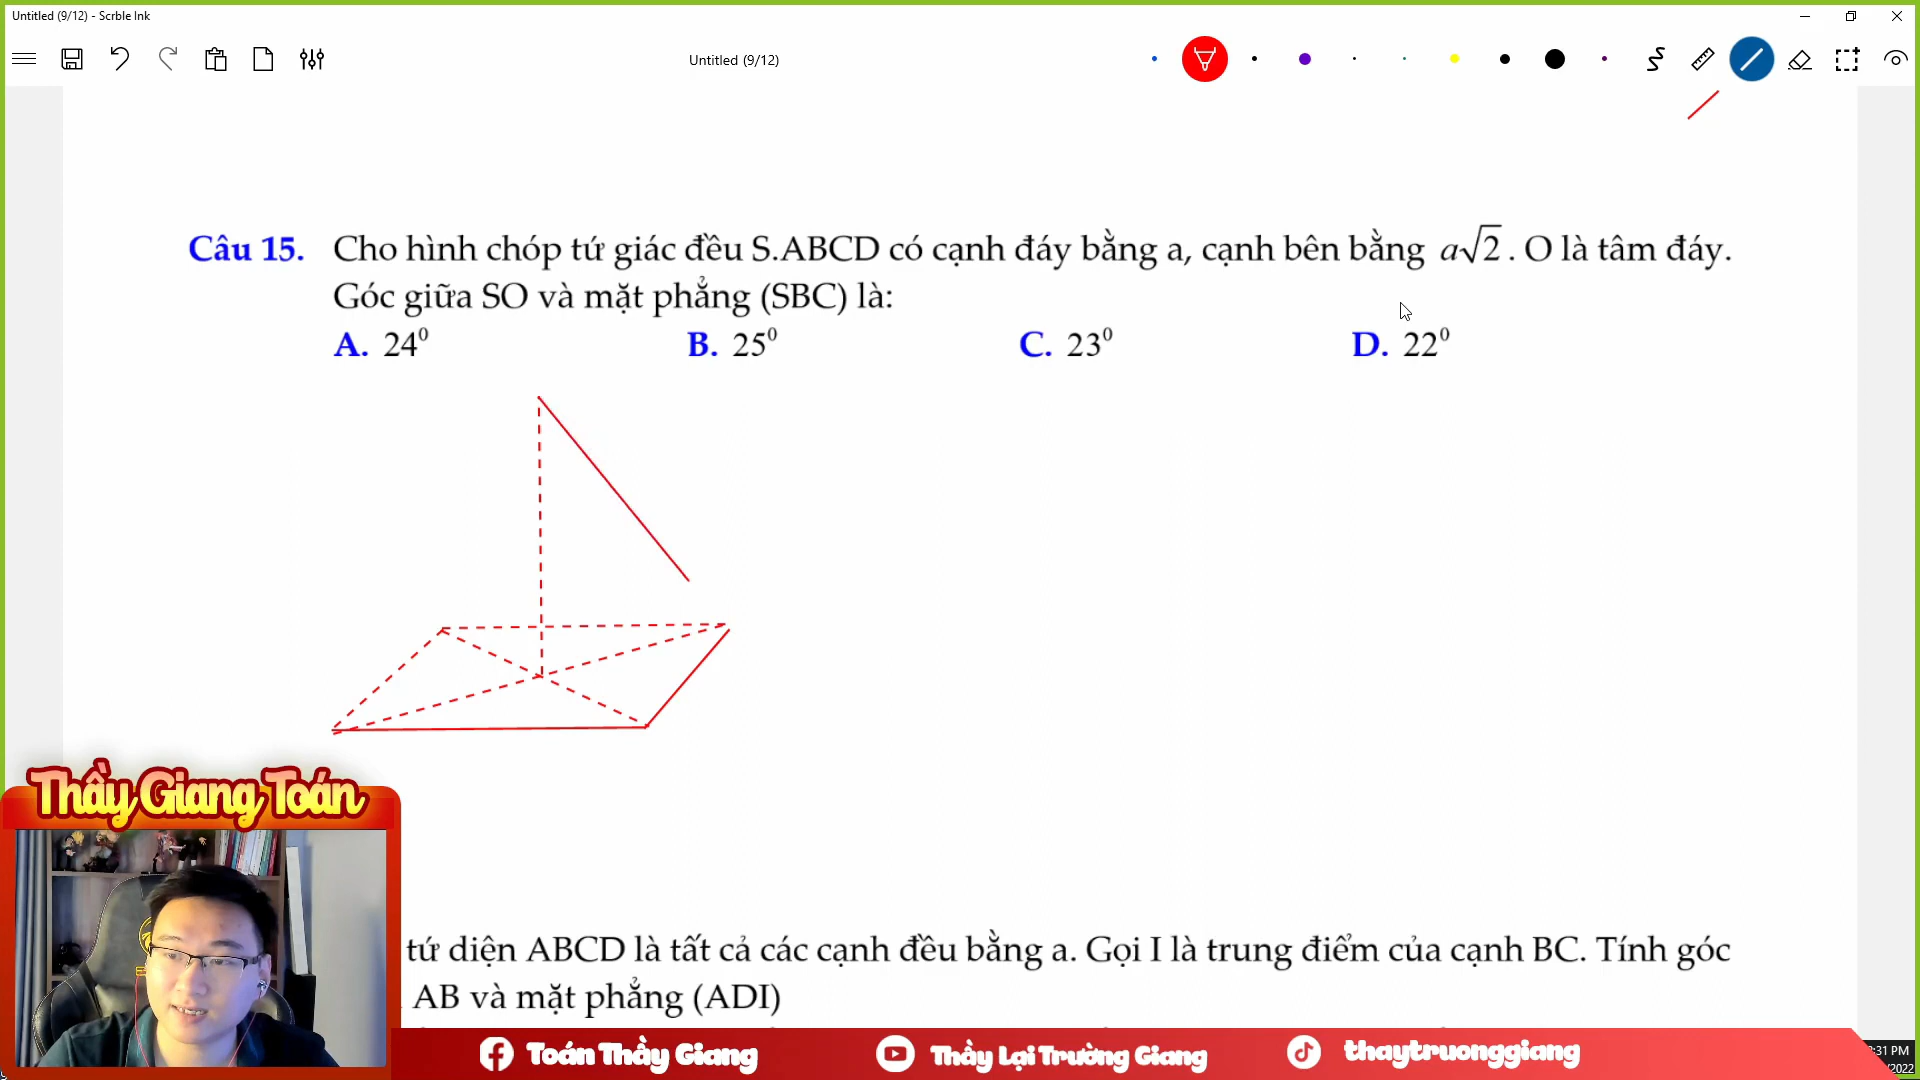 Untitled (9/12) - Scrble Ink
Untitled (9/12)
Câu 15. Cho hình chóp tứ giác đều S.ABCD có cạnh đáy bằng a, cạnh bên bằng a√2. O là tâm đáy.
Góc giữa SO và mặt phẳng (SBC) là:
A. 24⁰ B. 25⁰ C. 23⁰ D. 22⁰
Thầy Giang Toán
tứ diện ABCD là tất cả các cạnh đều bằng a. Gọi I là trung điểm của cạnh BC. Tính góc
AB và mặt phẳng (ADI)
Toán Thầy Giang Thầy Lại Trường Giang thaytruonggiang
:31 PM
/2022